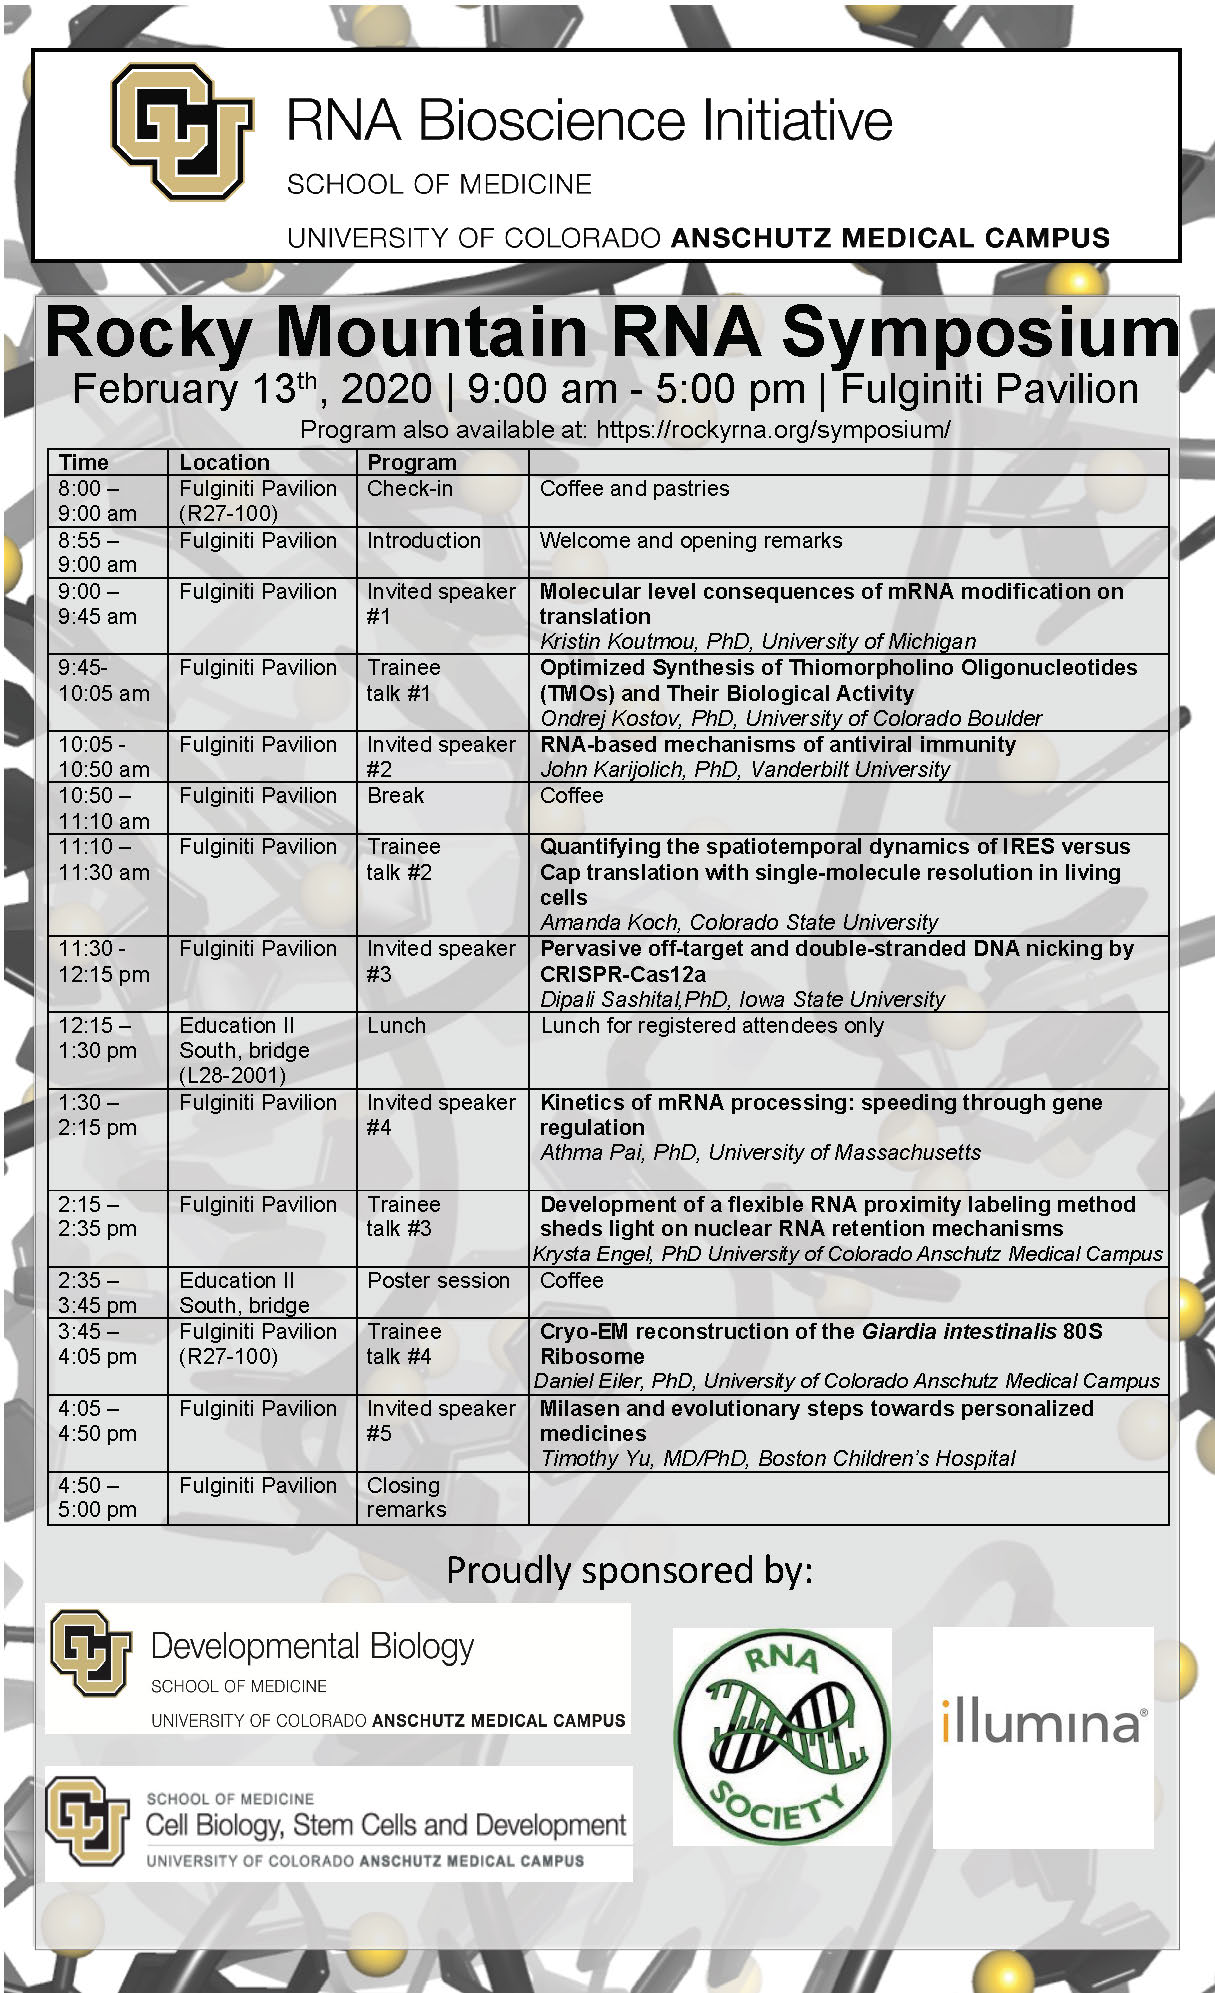 CU
RNA Bioscience Initiative
SCHOOL OF MEDICINE
UNIVERSITY OF COLORADO ANSCHUTZ MEDICAL CAMPUS
Rocky Mountain RNA Symposium
February 13th, 2020 | 9:00 am - 5:00 pm | Fulginiti Pavilion
Program also available at: https://rockyrna.org/symposium/
Time Location Program
8:00 – Fulginiti Pavilion Check-in Coffee and pastries
9:00 am (R27-100)
8:55 – Fulginiti Pavilion Introduction Welcome and opening remarks
9:00 am
9:00 – Fulginiti Pavilion Invited speaker Molecular level consequences of mRNA modification on
9:45 am #1 translation
Kristin Koutmou, PhD, University of Michigan
9:45- Fulginiti Pavilion Trainee Optimized Synthesis of Thiomorpholino Oligonucleotides
10:05 am talk #1 (TMOs) and Their Biological Activity
Ondrej Kostov, PhD, University of Colorado Boulder
10:05 - Fulginiti Pavilion Invited speaker RNA-based mechanisms of antiviral immunity
10:50 am #2 John Karijolich, PhD, Vanderbilt University
10:50 – Fulginiti Pavilion Break Coffee
11:10 am
11:10 – Fulginiti Pavilion Trainee Quantifying the spatiotemporal dynamics of IRES versus
11:30 am talk #2 Cap translation with single-molecule resolution in living
cells
Amanda Koch, Colorado State University
11:30 - Fulginiti Pavilion Invited speaker Pervasive off-target and double-stranded DNA nicking by
12:15 pm #3 CRISPR-Cas12a
Dipali Sashital,PhD, Iowa State University
12:15 – Education II Lunch Lunch for registered attendees only
1:30 pm South, bridge
(L28-2001)
1:30 – Fulginiti Pavilion Invited speaker Kinetics of mRNA processing: speeding through gene
2:15 pm #4 regulation
Athma Pai, PhD, University of Massachusetts
2:15 – Fulginiti Pavilion Trainee Development of a flexible RNA proximity labeling method
2:35 pm talk #3 sheds light on nuclear RNA retention mechanisms
Krysta Engel, PhD University of Colorado Anschutz Medical Campus
2:35 – Education II Poster session Coffee
3:45 pm South, bridge
3:45 – Fulginiti Pavilion Trainee Cryo-EM reconstruction of the Giardia intestinalis 80S
4:05 pm (R27-100) talk #4 Ribosome
Daniel Eiler, PhD, University of Colorado Anschutz Medical Campus
4:05 – Fulginiti Pavilion Invited speaker Milasen and evolutionary steps towards personalized
4:50 pm #5 medicines
Timothy Yu, MD/PhD, Boston Children's Hospital
4:50 – Fulginiti Pavilion Closing
5:00 pm remarks
Proudly sponsored by:
CU
Developmental Biology
SCHOOL OF MEDICINE
UNIVERSITY OF COLORADO ANSCHUTZ MEDICAL CAMPUS
RNA
SOCIETY
illumina®
CU
SCHOOL OF MEDICINE
Cell Biology, Stem Cells and Development
UNIVERSITY OF COLORADO ANSCHUTZ MEDICAL CAMPUS